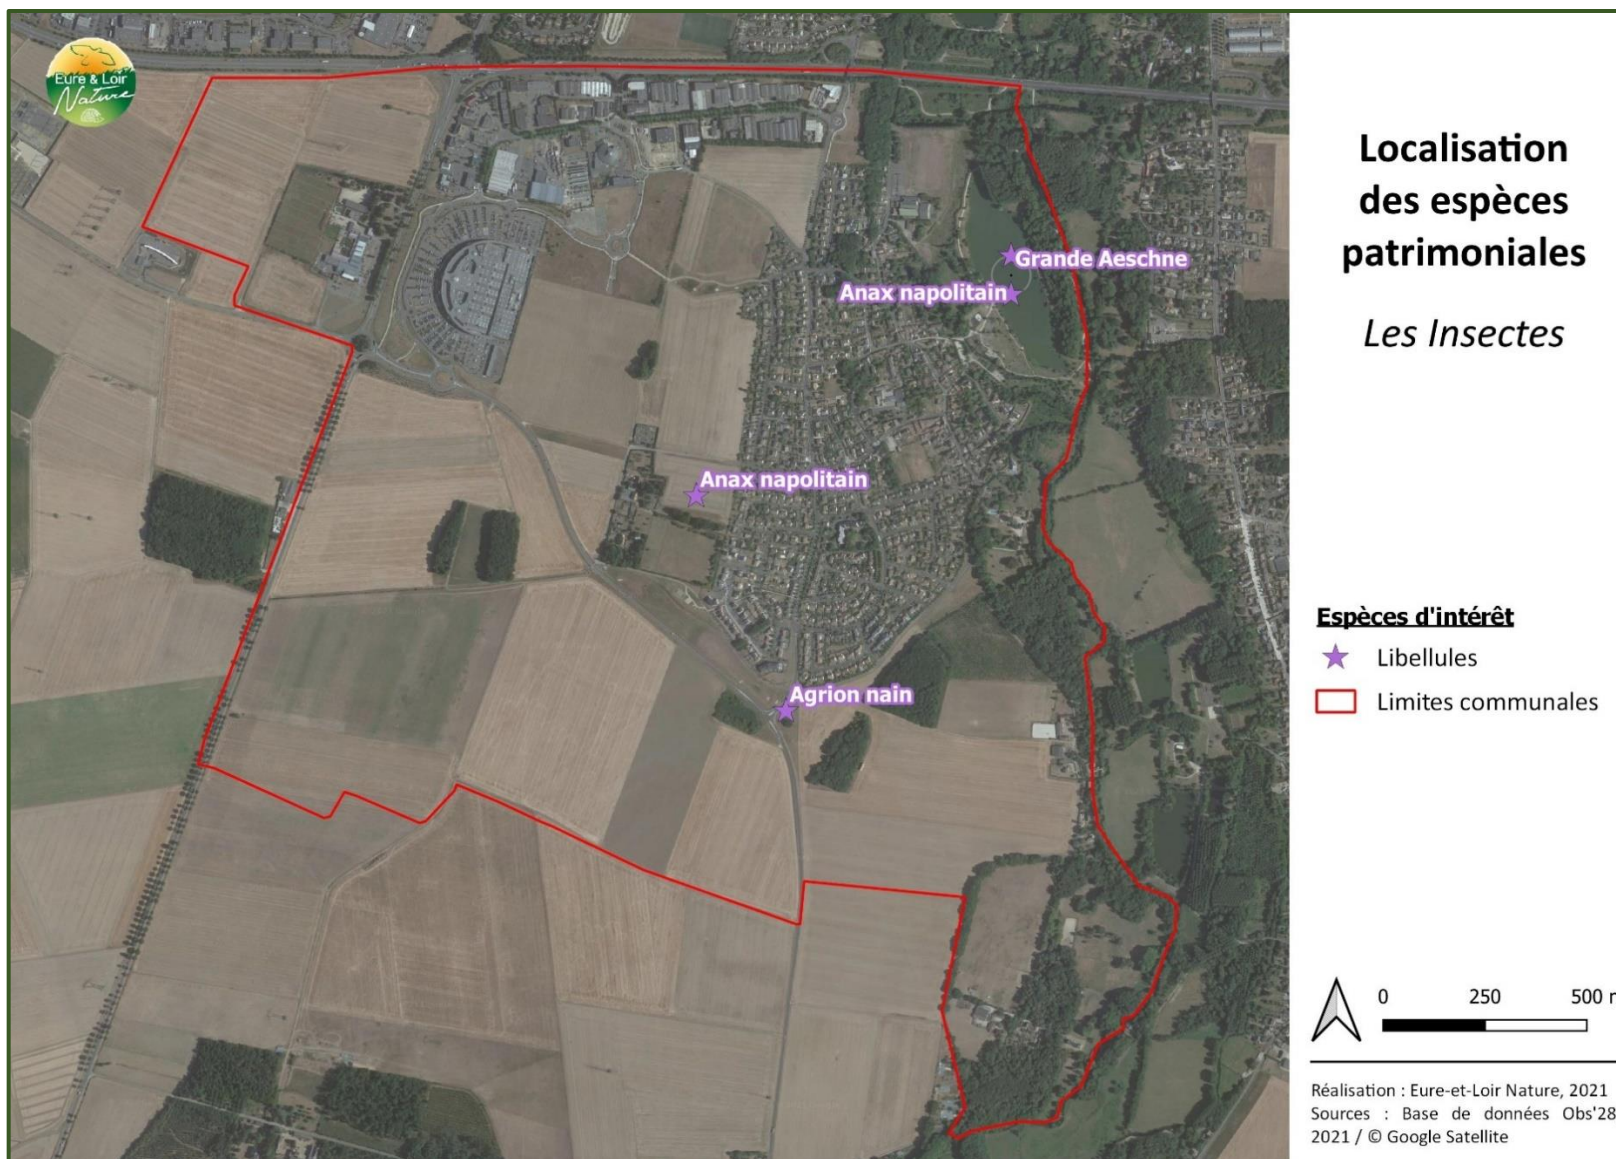 Eure & Loir
Nature
Localisation
des espèces
patrimoniales
Les Insectes
Grande Aeschne
Anax napolitain
Anax napolitain
Agrion nain
Espèces d'intérêt
Libellules
Limites communales
0 250 500 m
Réalisation : Eure-et-Loir Nature, 2021
Sources : Base de données Obs'28
2021 / © Google Satellite